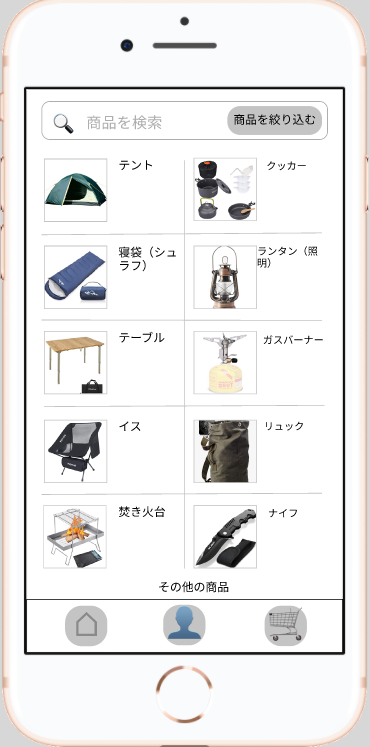 商品を検索
商品を絞り込む
テント
クッカー
寝袋（シュ
ラフ）
ランタン（照
明）
テーブル
ガスバーナー
イス
リュック
焚き火台
ナイフ
その他の商品